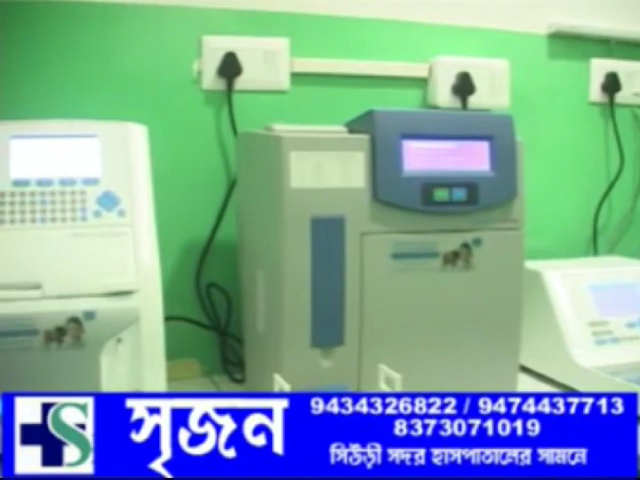 S
সৃজন
9434326822 / 9474437713
8373071019
সিউড়ী সদর হাসপাতালের সামনে